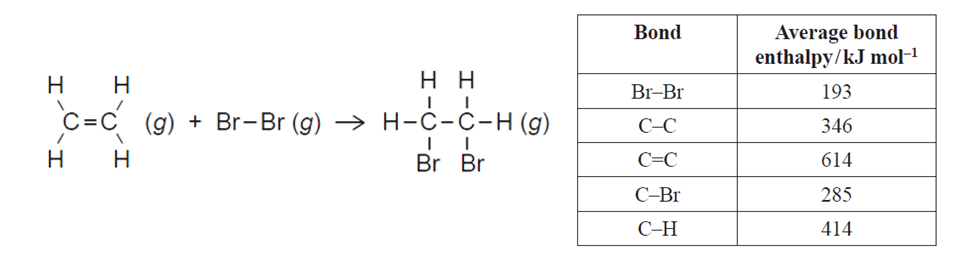 H H
C=C (g) + Br–Br (g) → H–C–C–H (g)
H H
H H
Br Br
Bond Average bond
enthalpy/kJ mol⁻¹
Br–Br 193
C–C 346
C=C 614
C–Br 285
C–H 414